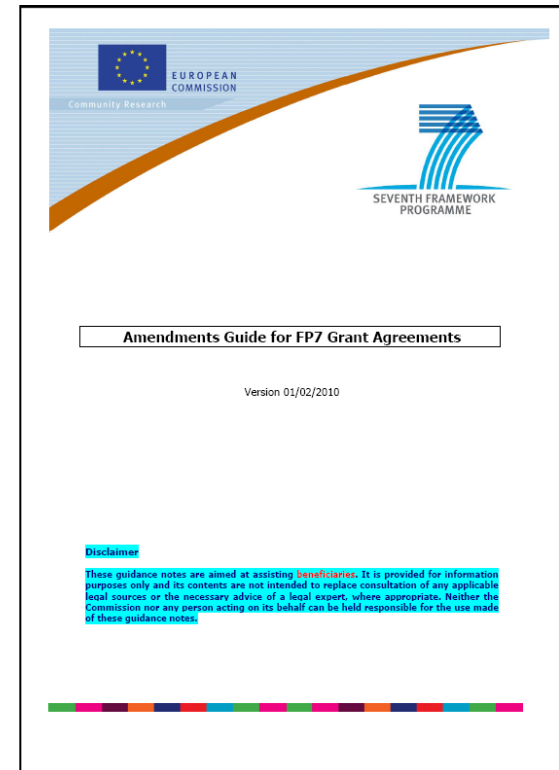 EUROPEAN
COMMISSION
Community Research
SEVENTH FRAMEWORK
PROGRAMME
Amendments Guide for FP7 Grant Agreements
Version 01/02/2010
Disclaimer
These guidance notes are aimed at assisting beneficiaries. It is provided for information
purposes only and its contents are not intended to replace consultation of any applicable
legal sources or the necessary advice of a legal expert, where appropriate. Neither the
Commission nor any person acting on its behalf can be held responsible for the use made
of these guidance notes.